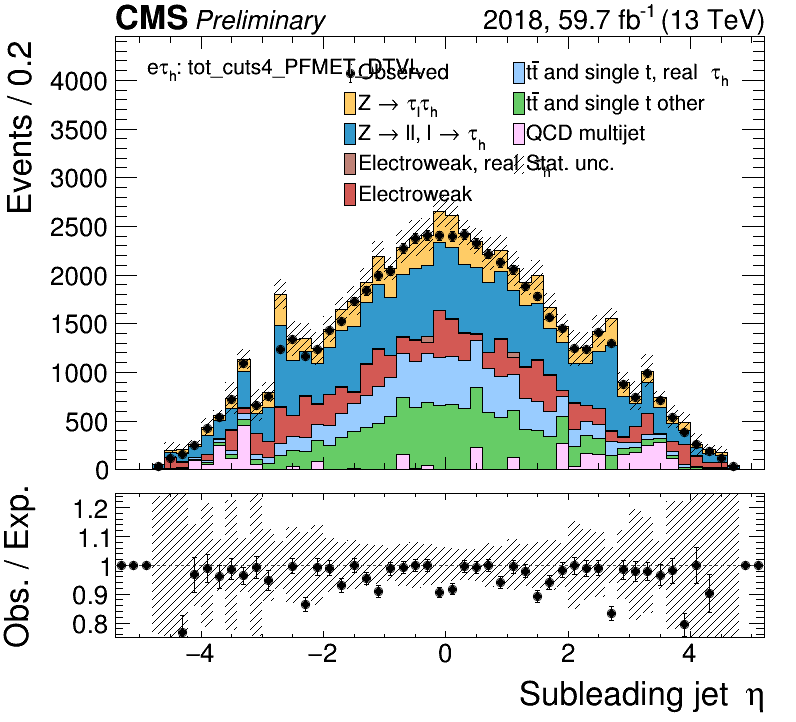 CMS Preliminary 2018, 59.7 fb⁻¹ (13 TeV)
eτₕ: tot_cuts4_PFMET_DTVL
Observed
Z → τₗτₕ
Z → ll, l → τₕ
Electroweak, real τₕ
Electroweak
tt̄ and single t, real τₕ
tt̄ and single t other
QCD multijet
Stat. unc.
Events / 0.2
4000
3500
3000
2500
2000
1500
1000
500
0
Obs. / Exp.
1.2
1.1
1
0.9
0.8
−4 −2 0 2 4
Subleading jet η